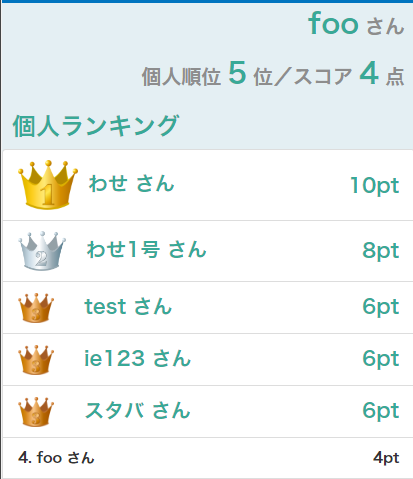 foo さん
個人順位 5 位／スコア 4 点
個人ランキング
1 わせ さん 10pt
2 わせ1号 さん 8pt
3 test さん 6pt
3 ie123 さん 6pt
3 スタバ さん 6pt
4. foo さん 4pt